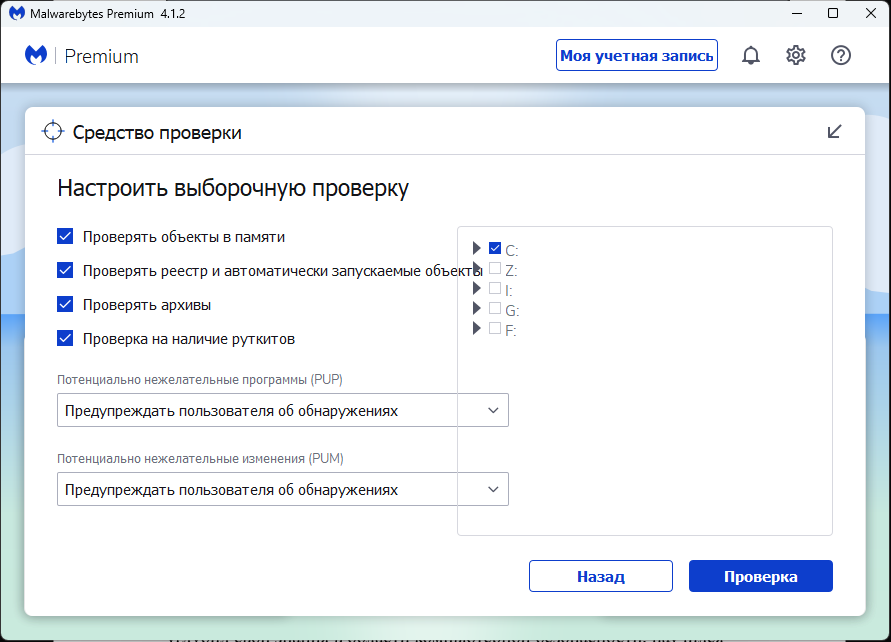 Malwarebytes Premium 4.1.2
Premium
Моя учетная запись
Средство проверки
Настроить выборочную проверку
Проверять объекты в памяти
Проверять реестр и автоматически запускаемые объекты
Проверять архивы
Проверка на наличие руткитов
Потенциально нежелательные программы (PUP)
Предупреждать пользователя об обнаружениях
Потенциально нежелательные изменения (PUM)
Предупреждать пользователя об обнаружениях
C:
Z:
I:
G:
F:
Назад
Проверка